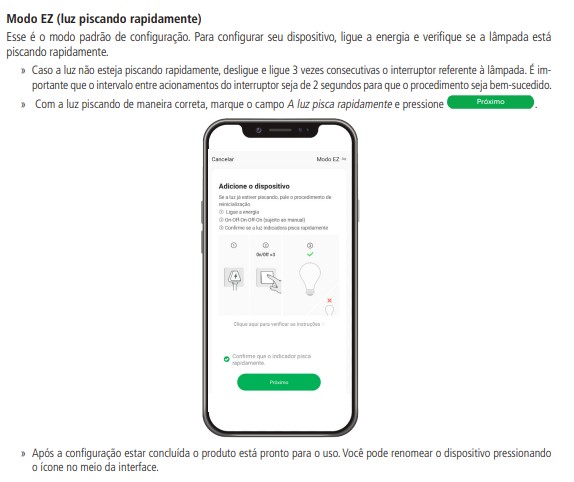 Modo EZ (luz piscando rapidamente)
Esse é o modo padrão de configuração. Para configurar seu dispositivo, ligue a energia e verifique se a lâmpada está
piscando rapidamente.
» Caso a luz não esteja piscando rapidamente, desligue e ligue 3 vezes consecutivas o interruptor referente à lâmpada. É im-
portante que o intervalo entre acionamentos do interruptor seja de 2 segundos para que o procedimento seja bem-sucedido.
» Com a luz piscando de maneira correta, marque o campo A luz pisca rapidamente e pressione Próximo .
Cancelar Modo EZ
Adicione o dispositivo
Se a luz já estiver piscando, pule o procedimento de
reinicialização
① Ligue a energia
② On-Off-On-Off-On (sujeito ao manual)
③ Confirme se a luz indicadora pisca rapidamente
① ② ③
On/Off ×3
Clique aqui para verificar as instruções
Confirme que o indicador pisca
rapidamente
Próximo
» Após a configuração estar concluída o produto está pronto para o uso. Você pode renomear o dispositivo pressionando
o ícone no meio da interface.